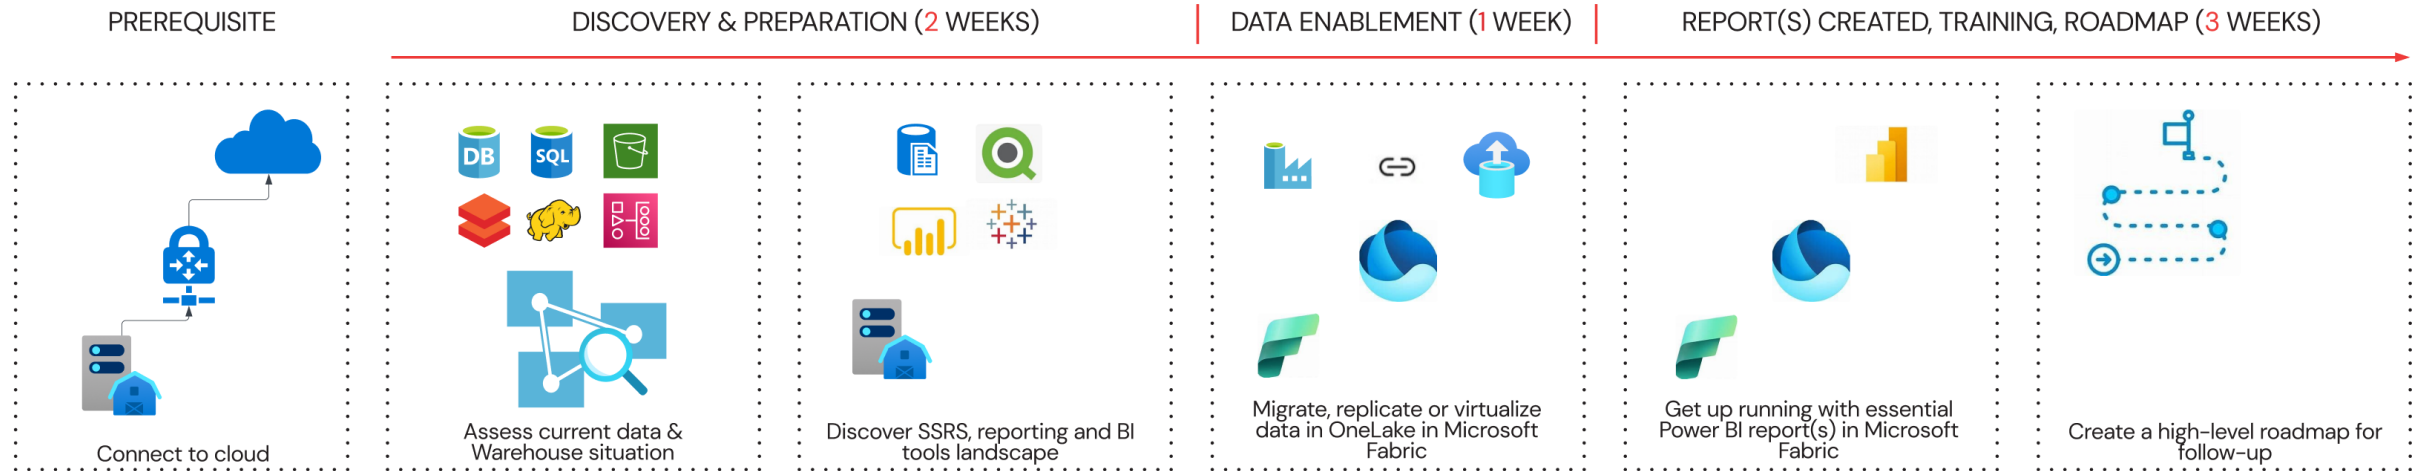 PREREQUISITE
DISCOVERY & PREPARATION (2 WEEKS)
DATA ENABLEMENT (1 WEEK)
REPORT(S) CREATED, TRAINING, ROADMAP (3 WEEKS)
Connect to cloud
DB
SQL
Assess current data &
Warehouse situation
Discover SSRS, reporting and BI
tools landscape
Migrate, replicate or virtualize
data in OneLake in Microsoft
Fabric
Get up running with essential
Power BI report(s) in Microsoft
Fabric
Create a high-level roadmap for
follow-up